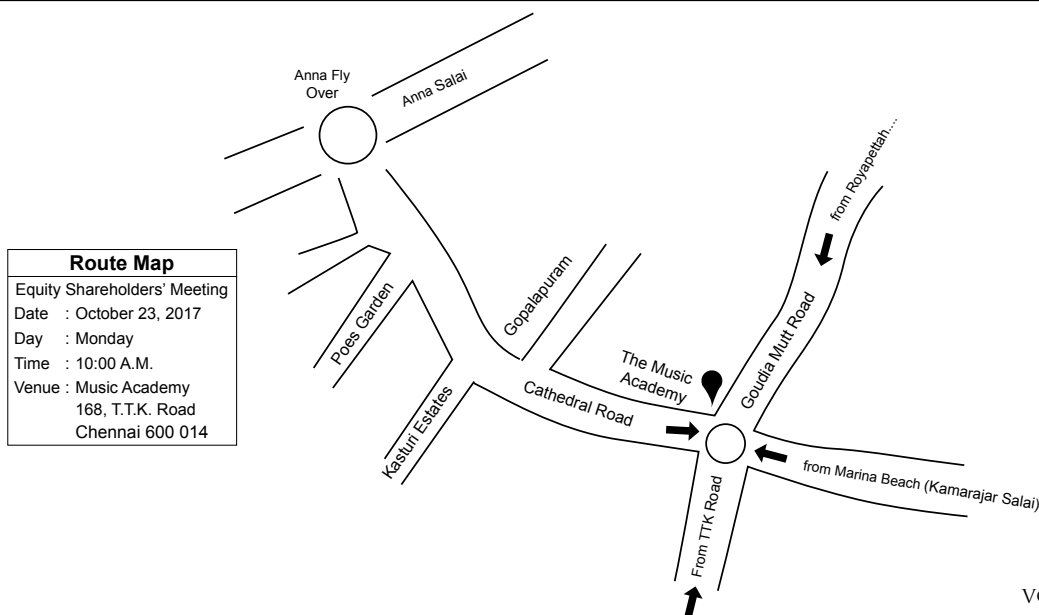 Anna Fly
Over
Anna Salai
from Royapettah....
Route Map
Equity Shareholders' Meeting
Date : October 23, 2017
Day : Monday
Time : 10:00 A.M.
Venue : Music Academy
168, T.T.K. Road
Chennai 600 014
Poes Garden
Gopalapuram
Kasturi Estates
Cathedral Road
The Music
Academy
Goudia Mutt Road
from Marina Beach (Kamarajar Salai)
From TTK Road